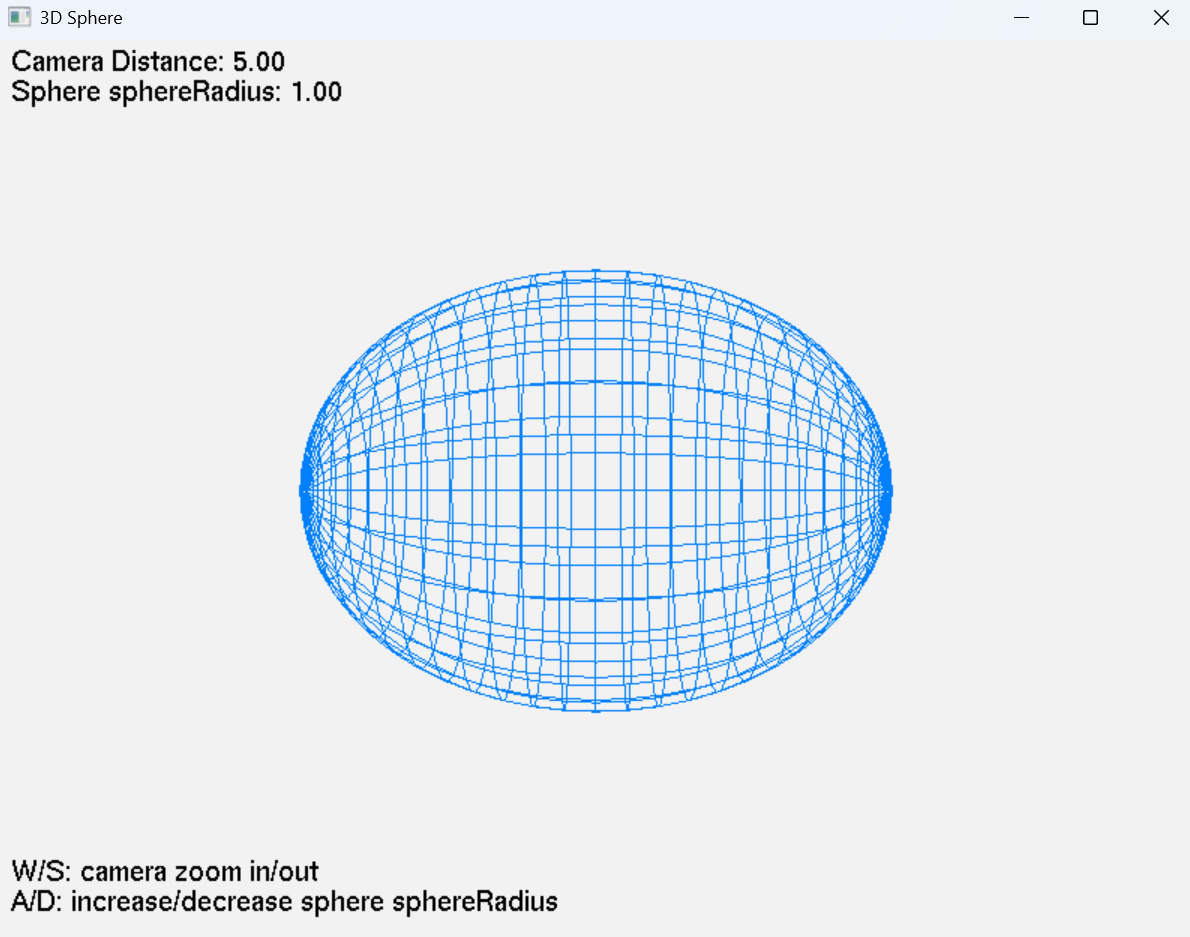 3D Sphere
Camera Distance: 5.00
Sphere sphereRadius: 1.00
W/S: camera zoom in/out
A/D: increase/decrease sphere sphereRadius